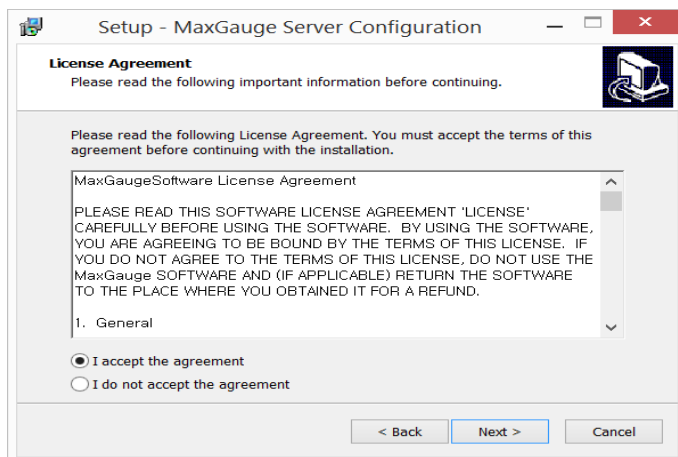 Setup - MaxGauge Server Configuration
License Agreement
Please read the following important information before continuing.
Please read the following License Agreement. You must accept the terms of this
agreement before continuing with the installation.
MaxGaugeSoftware License Agreement
PLEASE READ THIS SOFTWARE LICENSE AGREEMENT 'LICENSE'
CAREFULLY BEFORE USING THE SOFTWARE.  BY USING THE SOFTWARE,
YOU ARE AGREEING TO BE BOUND BY THE TERMS OF THIS LICENSE.  IF
YOU DO NOT AGREE TO THE TERMS OF THIS LICENSE, DO NOT USE THE
MaxGauge SOFTWARE AND (IF APPLICABLE) RETURN THE SOFTWARE
TO THE PLACE WHERE YOU OBTAINED IT FOR A REFUND.
1.  General
I accept the agreement
I do not accept the agreement
< Back Next > Cancel